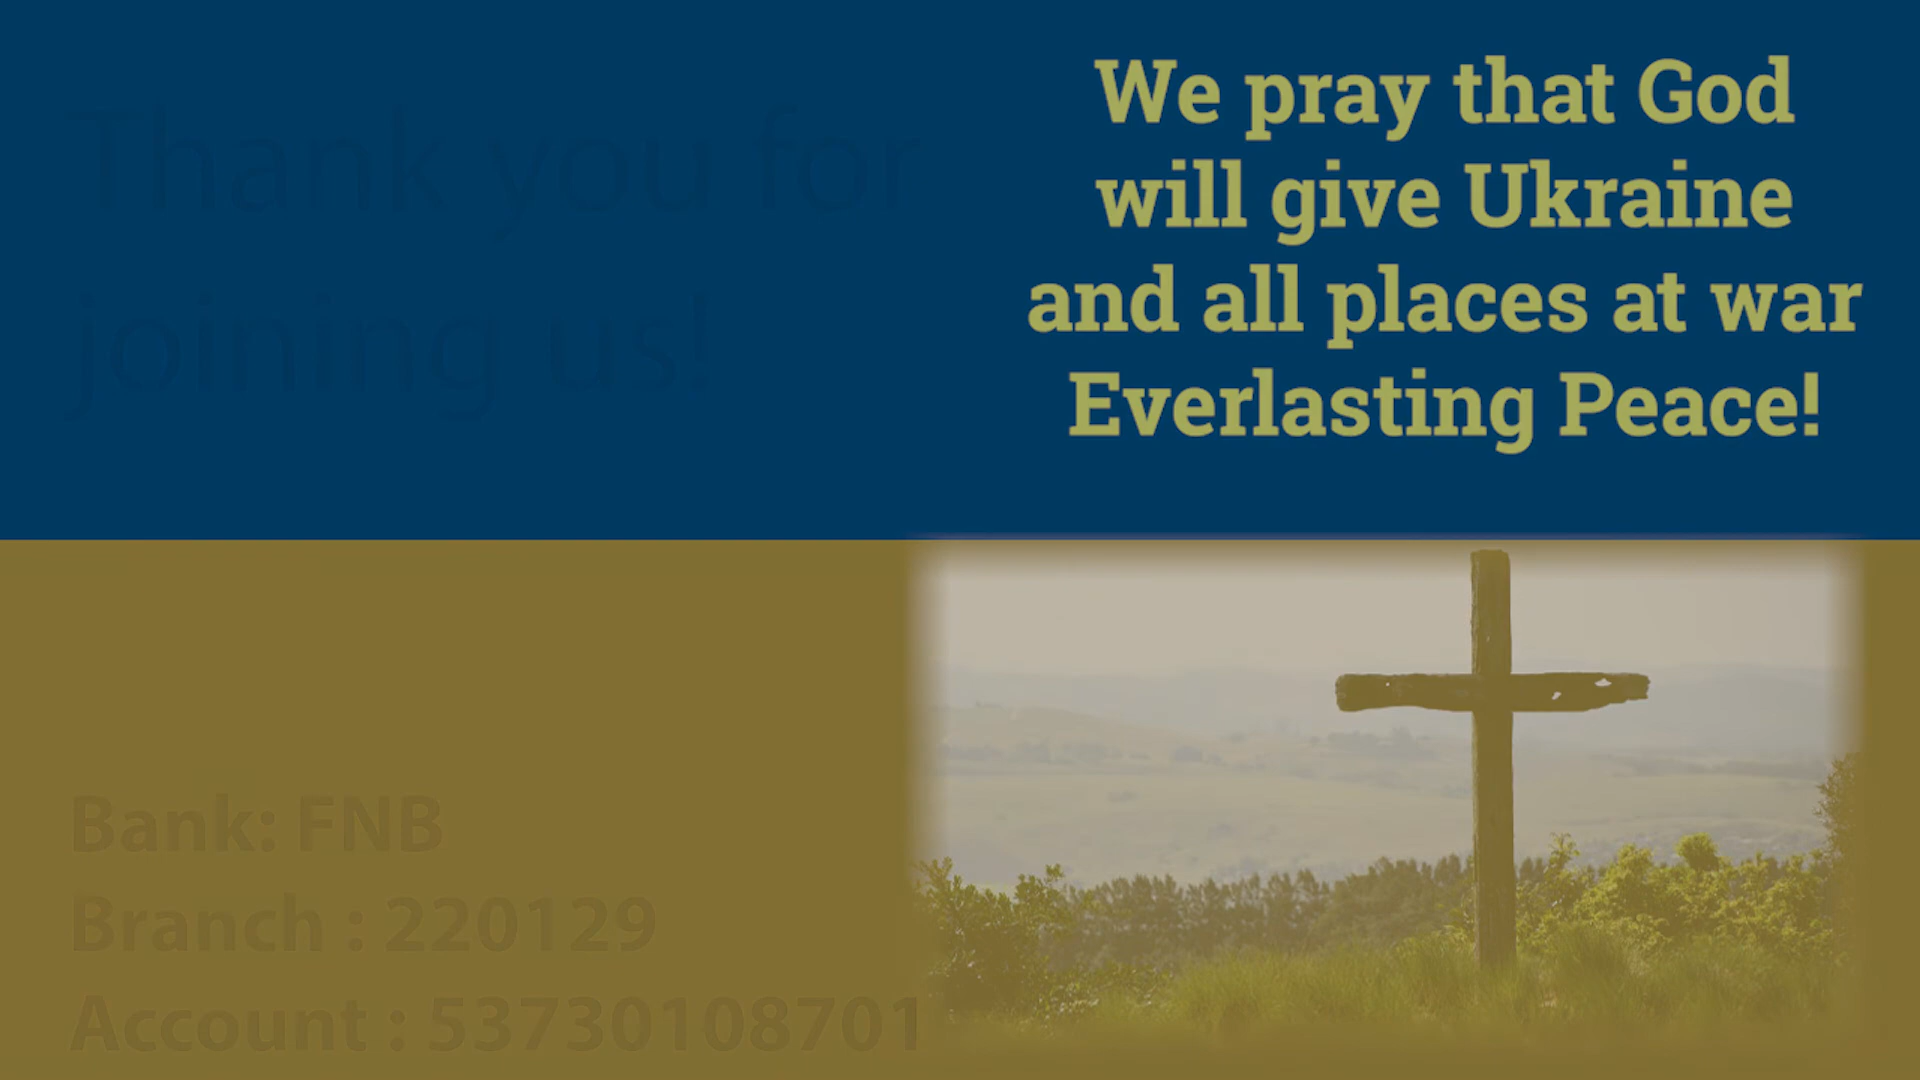 Thank you for
joining us!
We pray that God
will give Ukraine
and all places at war
Everlasting Peace!
Bank: FNB
Branch : 220129
Account : 53730108701